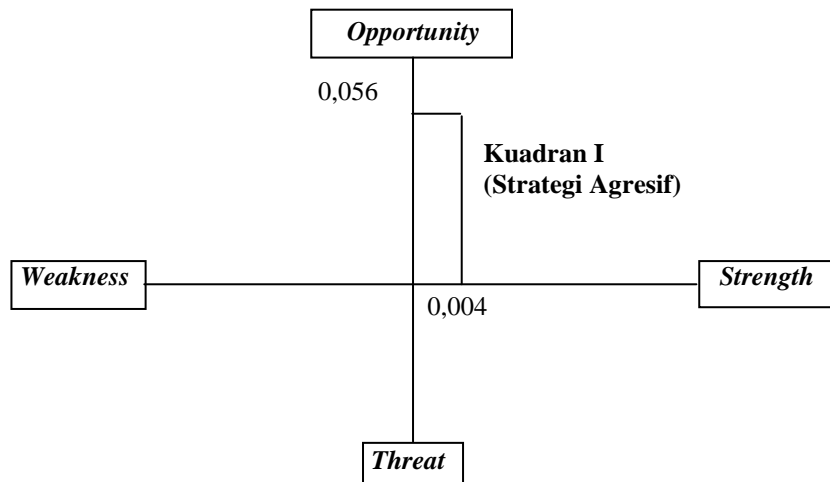 Opportunity
0,056
Kuadran I
(Strategi Agresif)
Weakness
Strength
0,004
Threat